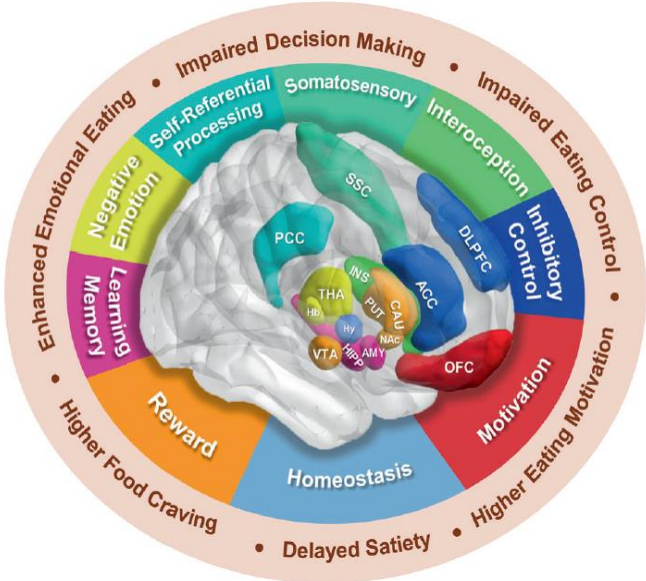 Impaired Decision Making
Impaired Eating Control
Higher Eating Motivation
Delayed Satiety
Higher Food Craving
Enhanced Emotional Eating
Self-Referential
Processing
Somatosensory
Interoception
Inhibitory
Control
Motivation
Homeostasis
Reward
Learning
Memory
Negative
Emotion
SSC
DLPFC
PCC
INS
ACC
THA
CAU
PUT
Hb
Hy
NAc
VTA
HIPP
AMY
OFC